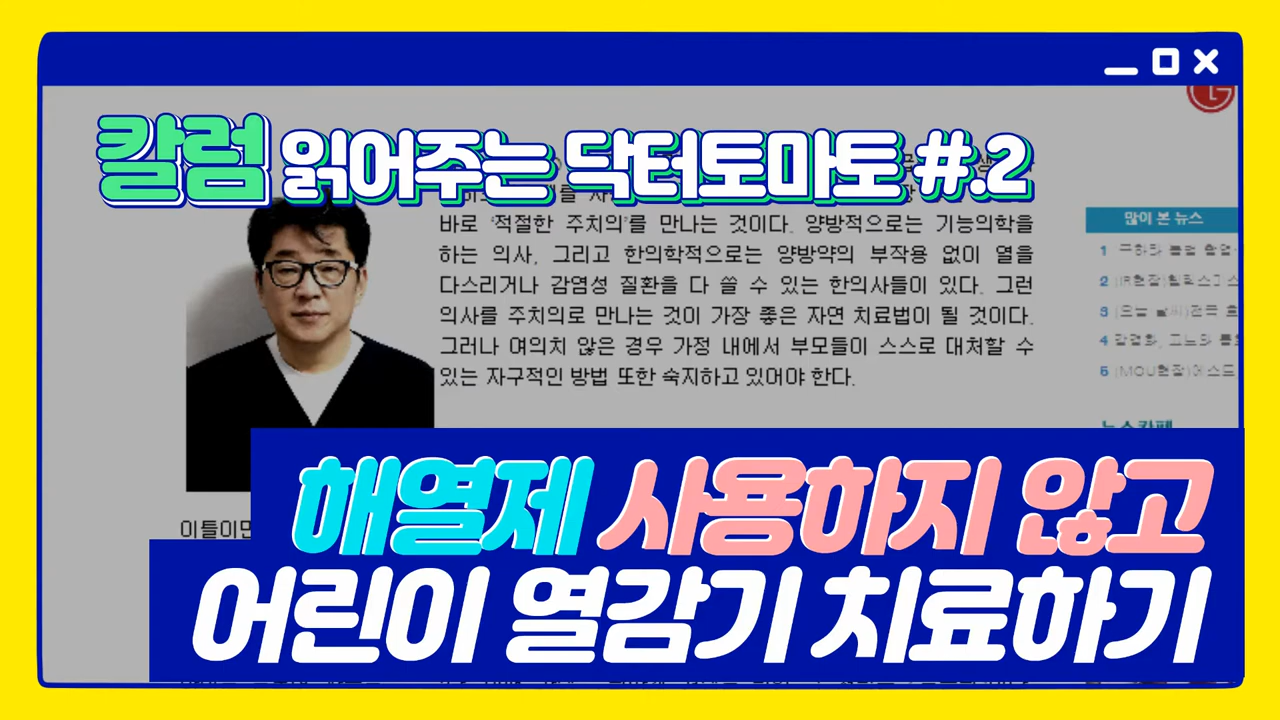 칼럼 읽어주는 닥터토마토 #.2
바로 '적절한 주치의'를 만나는 것이다. 양방적으로는 기능의학을
하는 의사, 그리고 한의학적으로는 양방약의 부작용 없이 열을
다스리거나 감염성 질환을 다 쓸 수 있는 한의사들이 있다. 그런
의사를 주치의로 만나는 것이 가장 좋은 자연 치료법이 될 것이다.
그러나 여의치 않은 경우 가정 내에서 부모들이 스스로 대처할 수
있는 자구적인 방법 또한 숙지하고 있어야 한다.
많이 본 뉴스
1
2
3
4
5
이들이면
해열제 사용하지 않고
어린이 열감기 치료하기